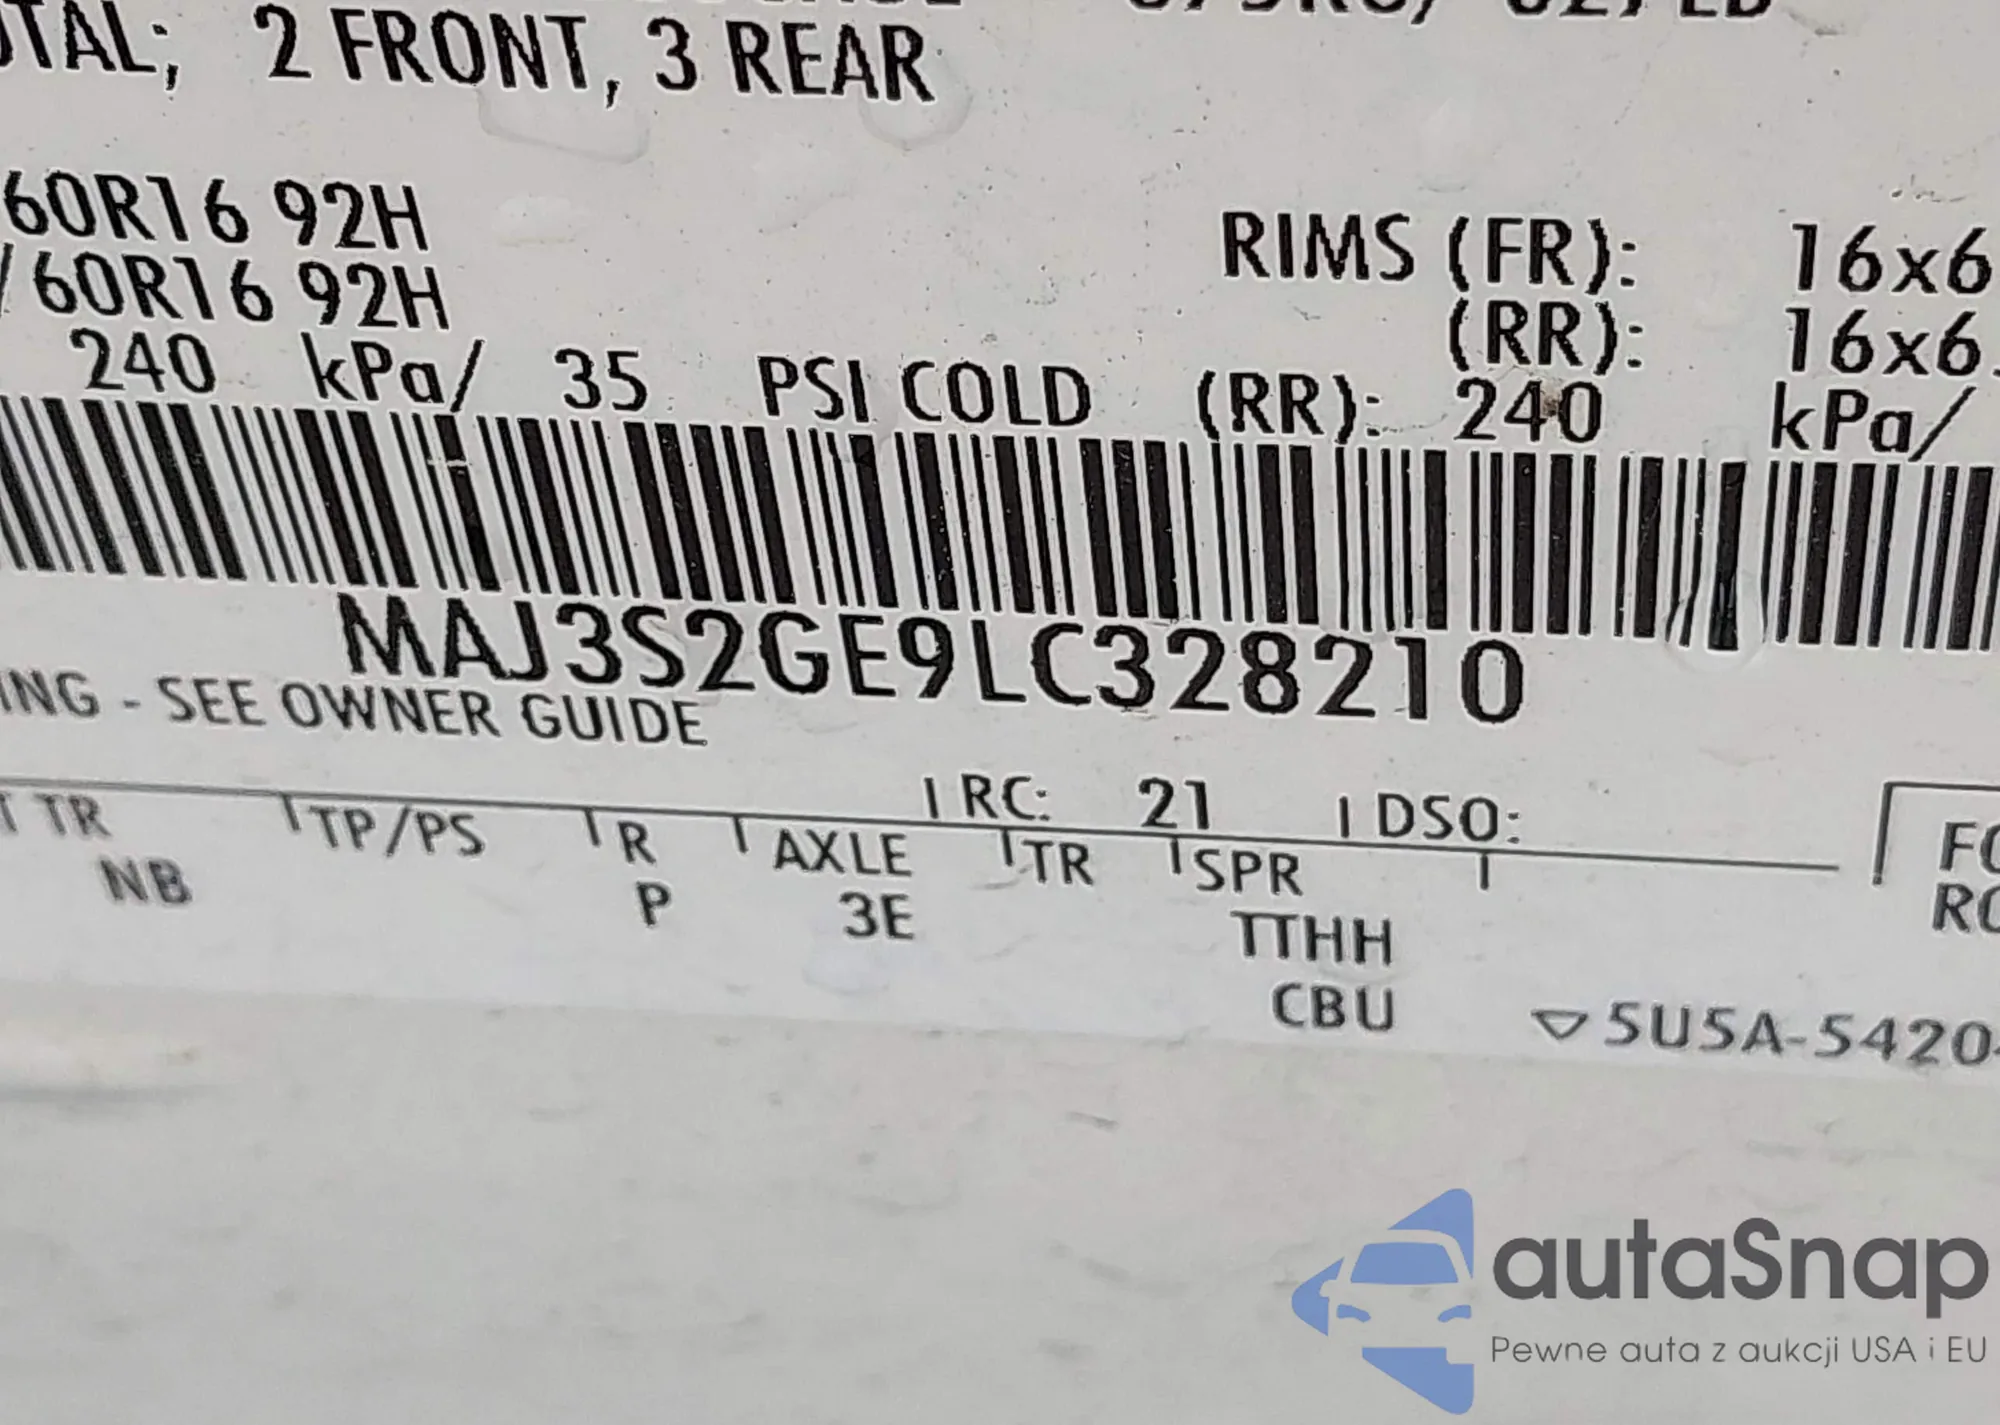 OTAL; 2 FRONT, 3 REAR
60R16 92H RIMS (FR): 16x6
/60R16 92H (RR): 16x6.
240 kPa/ 35 PSI COLD (RR): 240 kPa/
MAJ3S2GE9LC328210
ING - SEE OWNER GUIDE
RC: 21 DSO:
TR TP/PS R AXLE TR SPR
NB P 3E TTHH
CBU
5U5A-5420
autaSnap
Pewne auta z aukcji USA i EU